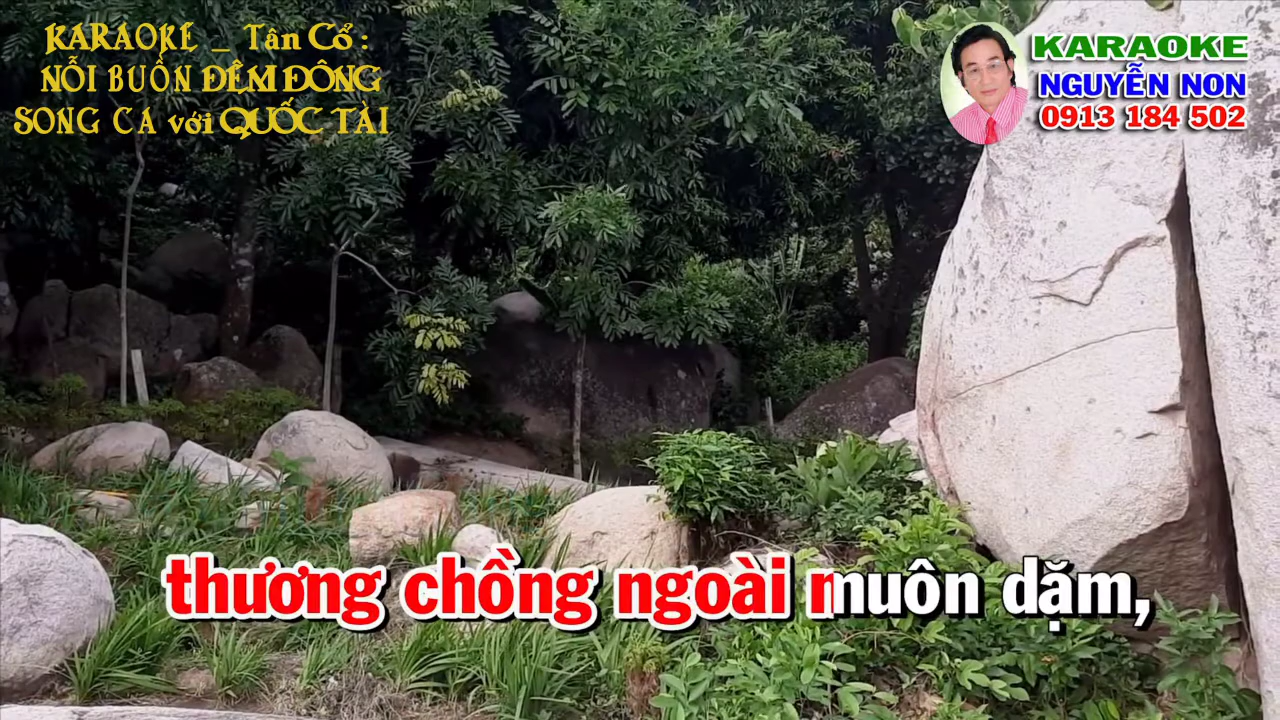 KARAOKE _ Tân Cổ :
NỖI BUỒN ĐÊM ĐÔNG
SONG CA với QUỐC TÀI
KARAOKE
NGUYỄN NON
0913 184 502
thương chồng ngoài muôn dặm,